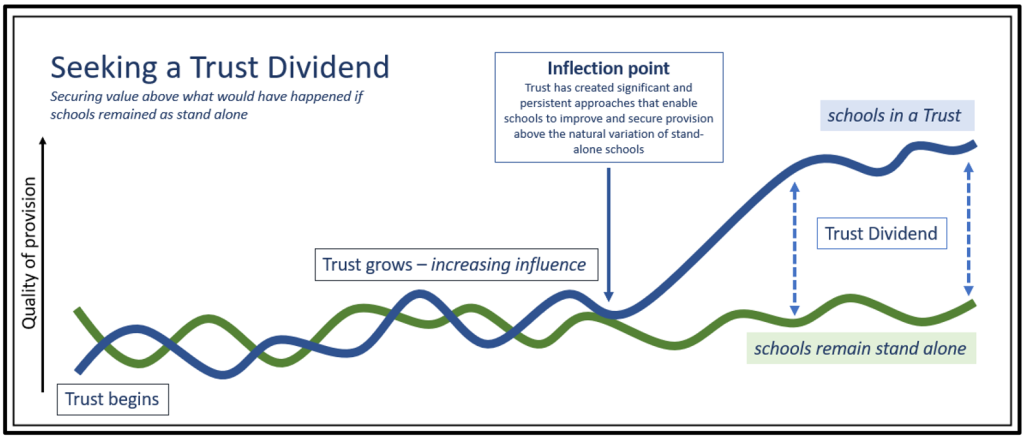 Seeking a Trust Dividend
Securing value above what would have happened if
schools remained as stand alone
Inflection point
Trust has created significant and
persistent approaches that enable
schools to improve and secure provision
above the natural variation of stand-
alone schools
schools in a Trust
Quality of provision
Trust grows – increasing influence
Trust Dividend
schools remain stand alone
Trust begins